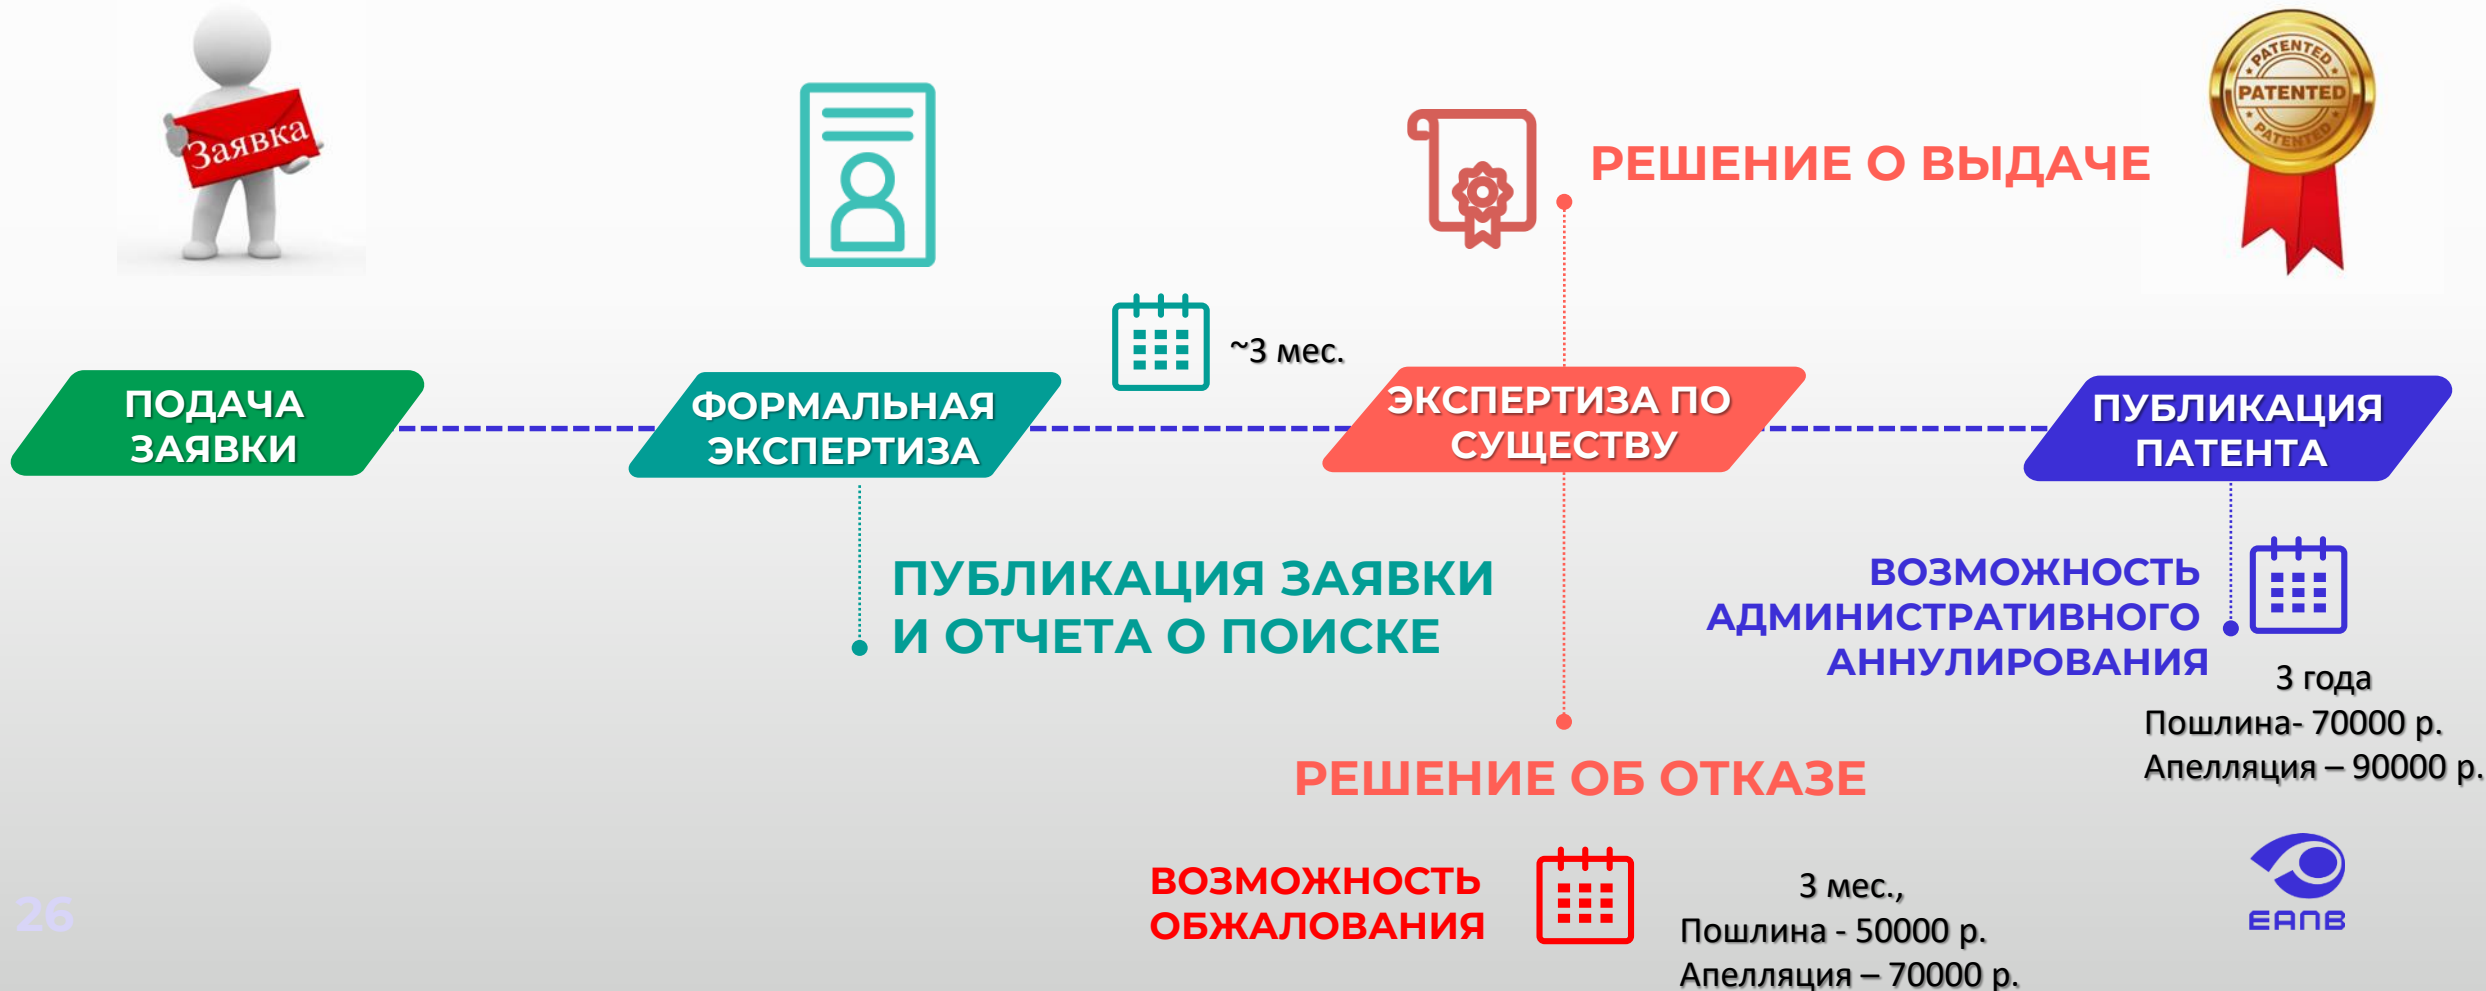 Заявка
PATENTED
PATENTED
PATENTED
РЕШЕНИЕ О ВЫДАЧЕ
~3 мес.
ПОДАЧА
ЗАЯВКИ
ФОРМАЛЬНАЯ
ЭКСПЕРТИЗА
ЭКСПЕРТИЗА ПО
СУЩЕСТВУ
ПУБЛИКАЦИЯ
ПАТЕНТА
ПУБЛИКАЦИЯ ЗАЯВКИ
И ОТЧЕТА О ПОИСКЕ
ВОЗМОЖНОСТЬ
АДМИНИСТРАТИВНОГО
АННУЛИРОВАНИЯ
3 года
Пошлина- 70000 р.
Апелляция – 90000 р.
РЕШЕНИЕ ОБ ОТКАЗЕ
ВОЗМОЖНОСТЬ
ОБЖАЛОВАНИЯ
3 мес.,
Пошлина - 50000 р.
Апелляция – 70000 р.
ЕАПВ
26